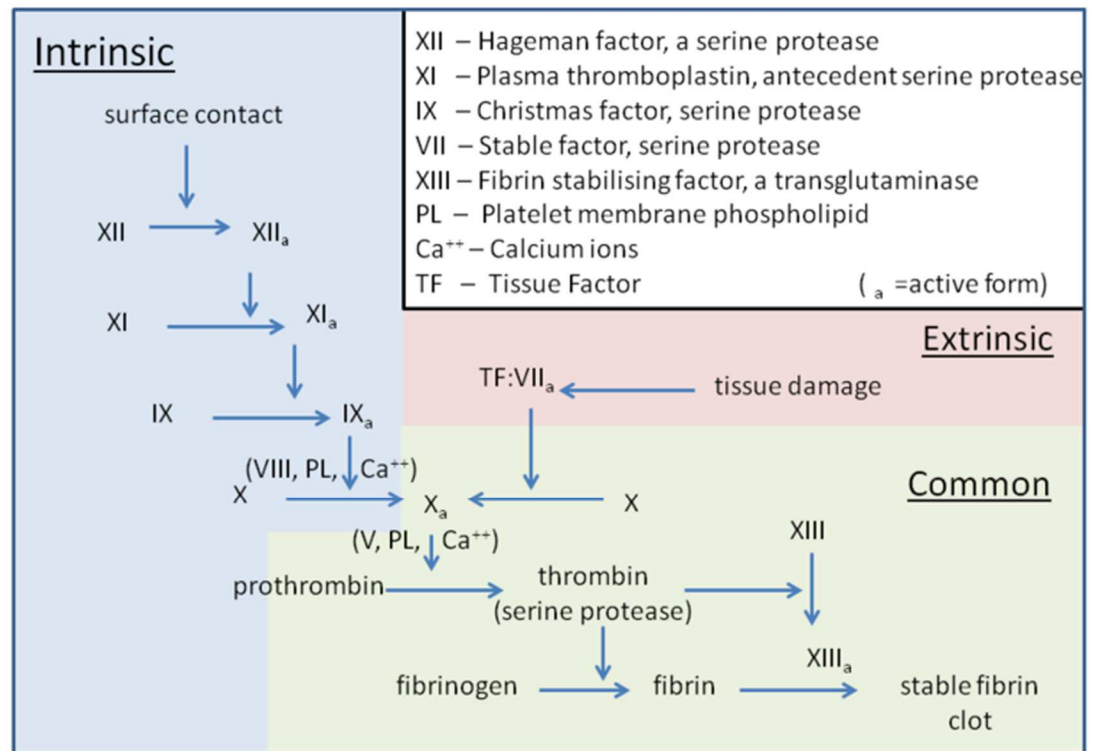 Intrinsic
XII – Hageman factor, a serine protease
XI – Plasma thromboplastin, antecedent serine protease
IX – Christmas factor, serine protease
VII – Stable factor, serine protease
XIII – Fibrin stabilising factor, a transglutaminase
PL – Platelet membrane phospholipid
Ca⁺⁺ – Calcium ions
TF – Tissue Factor ( ₐ =active form)
surface contact
XII XIIₐ
XI XIₐ
IX IXₐ
Extrinsic
TF:VIIₐ tissue damage
Common
(VIII, PL, Ca⁺⁺)
X Xₐ X
(V, PL, Ca⁺⁺)
XIII
prothrombin thrombin
(serine protease)
XIIIₐ
fibrinogen fibrin stable fibrin
clot